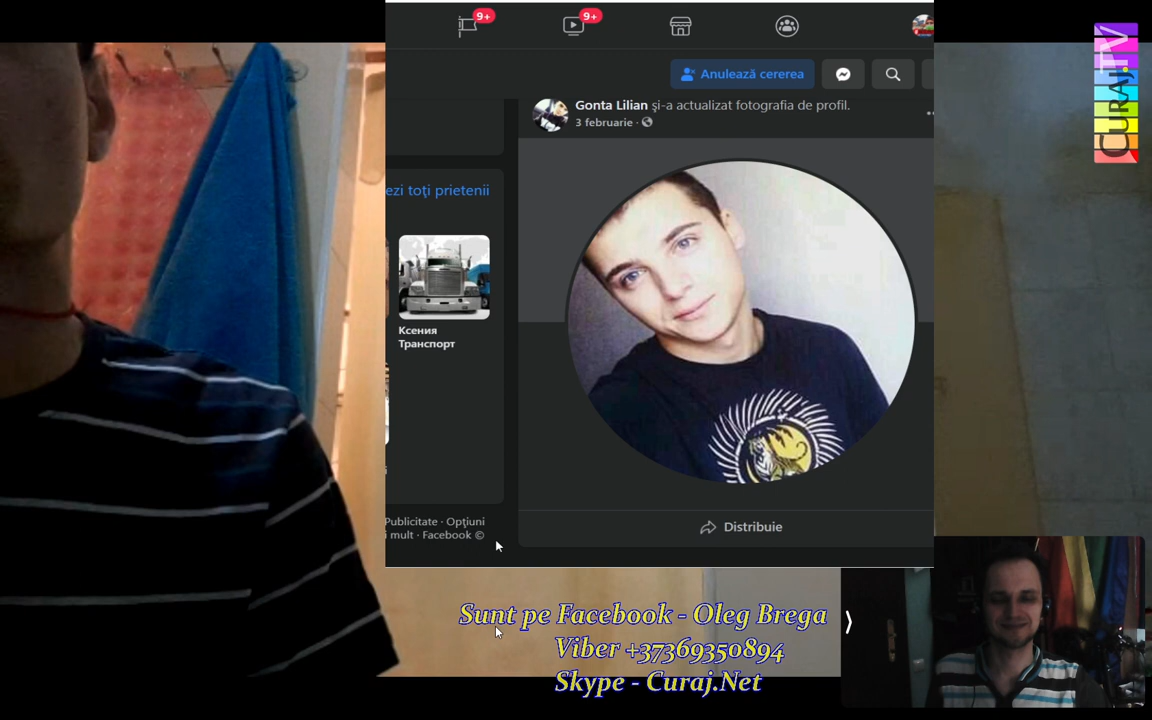 9+
9+
Anulează cererea
Gonta Lilian și-a actualizat fotografia de profil.
3 februarie ·
ezi toți prietenii
Ксения
Транспорт
Publicitate · Opțiuni
i mult · Facebook ©
Distribuie
Sunt pe Facebook - Oleg Brega
Viber +37369350894
Skype - Curaj.Net
CURAJ.TV